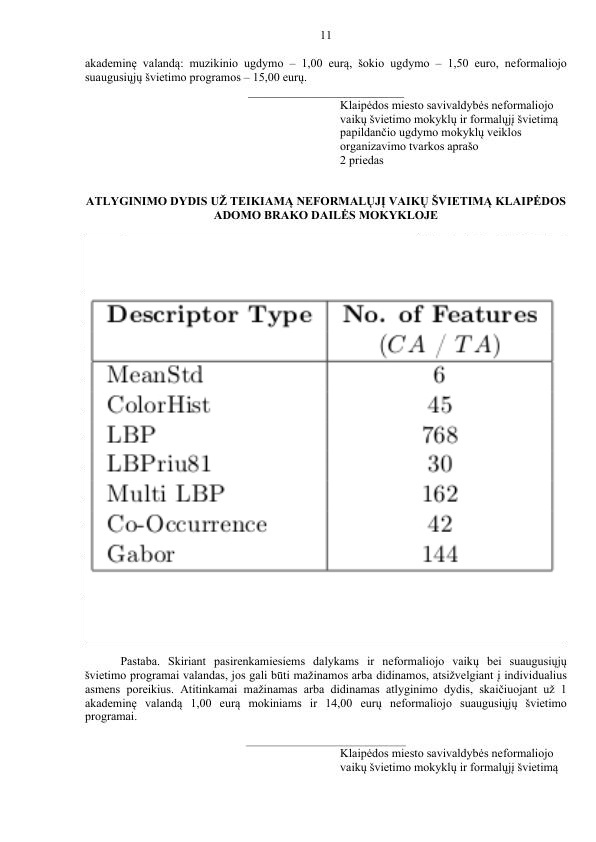 11
akademinę valandą: muzikinio ugdymo – 1,00 eurą, šokio ugdymo – 1,50 euro, neformaliojo
suaugusiųjų švietimo programos – 15,00 eurų.
Klaipėdos miesto savivaldybės neformaliojo
vaikų švietimo mokyklų ir formalųjį švietimą
papildančio ugdymo mokyklų veiklos
organizavimo tvarkos aprašo
2 priedas
ATLYGINIMO DYDIS UŽ TEIKIAMĄ NEFORMALŲJĮ VAIKŲ ŠVIETIMĄ KLAIPĖDOS
ADOMO BRAKO DAILĖS MOKYKLOJE
Descriptor Type No. of Features
(CA / TA)
MeanStd 6
ColorHist 45
LBP 768
LBPriu81 30
Multi LBP 162
Co-Occurrence 42
Gabor 144
Pastaba. Skiriant pasirenkamiesiems dalykams ir neformaliojo vaikų bei suaugusiųjų
švietimo programai valandas, jos gali būti mažinamos arba didinamos, atsižvelgiant į individualius
asmens poreikius. Atitinkamai mažinamas arba didinamas atlyginimo dydis, skaičiuojant už 1
akademinę valandą 1,00 eurą mokiniams ir 14,00 eurų neformaliojo suaugusiųjų švietimo
programai.
Klaipėdos miesto savivaldybės neformaliojo
vaikų švietimo mokyklų ir formalųjį švietimą